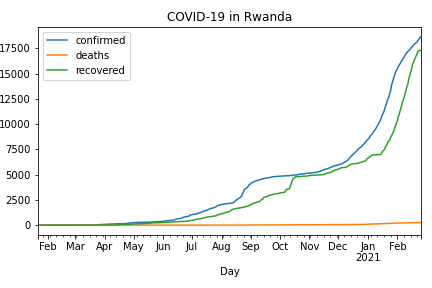 COVID-19 in Rwanda
confirmed
deaths
recovered
17500
15000
12500
10000
7500
5000
2500
0
Feb Mar Apr May Jun Jul Aug Sep Oct Nov Dec Jan Feb
2021
Day